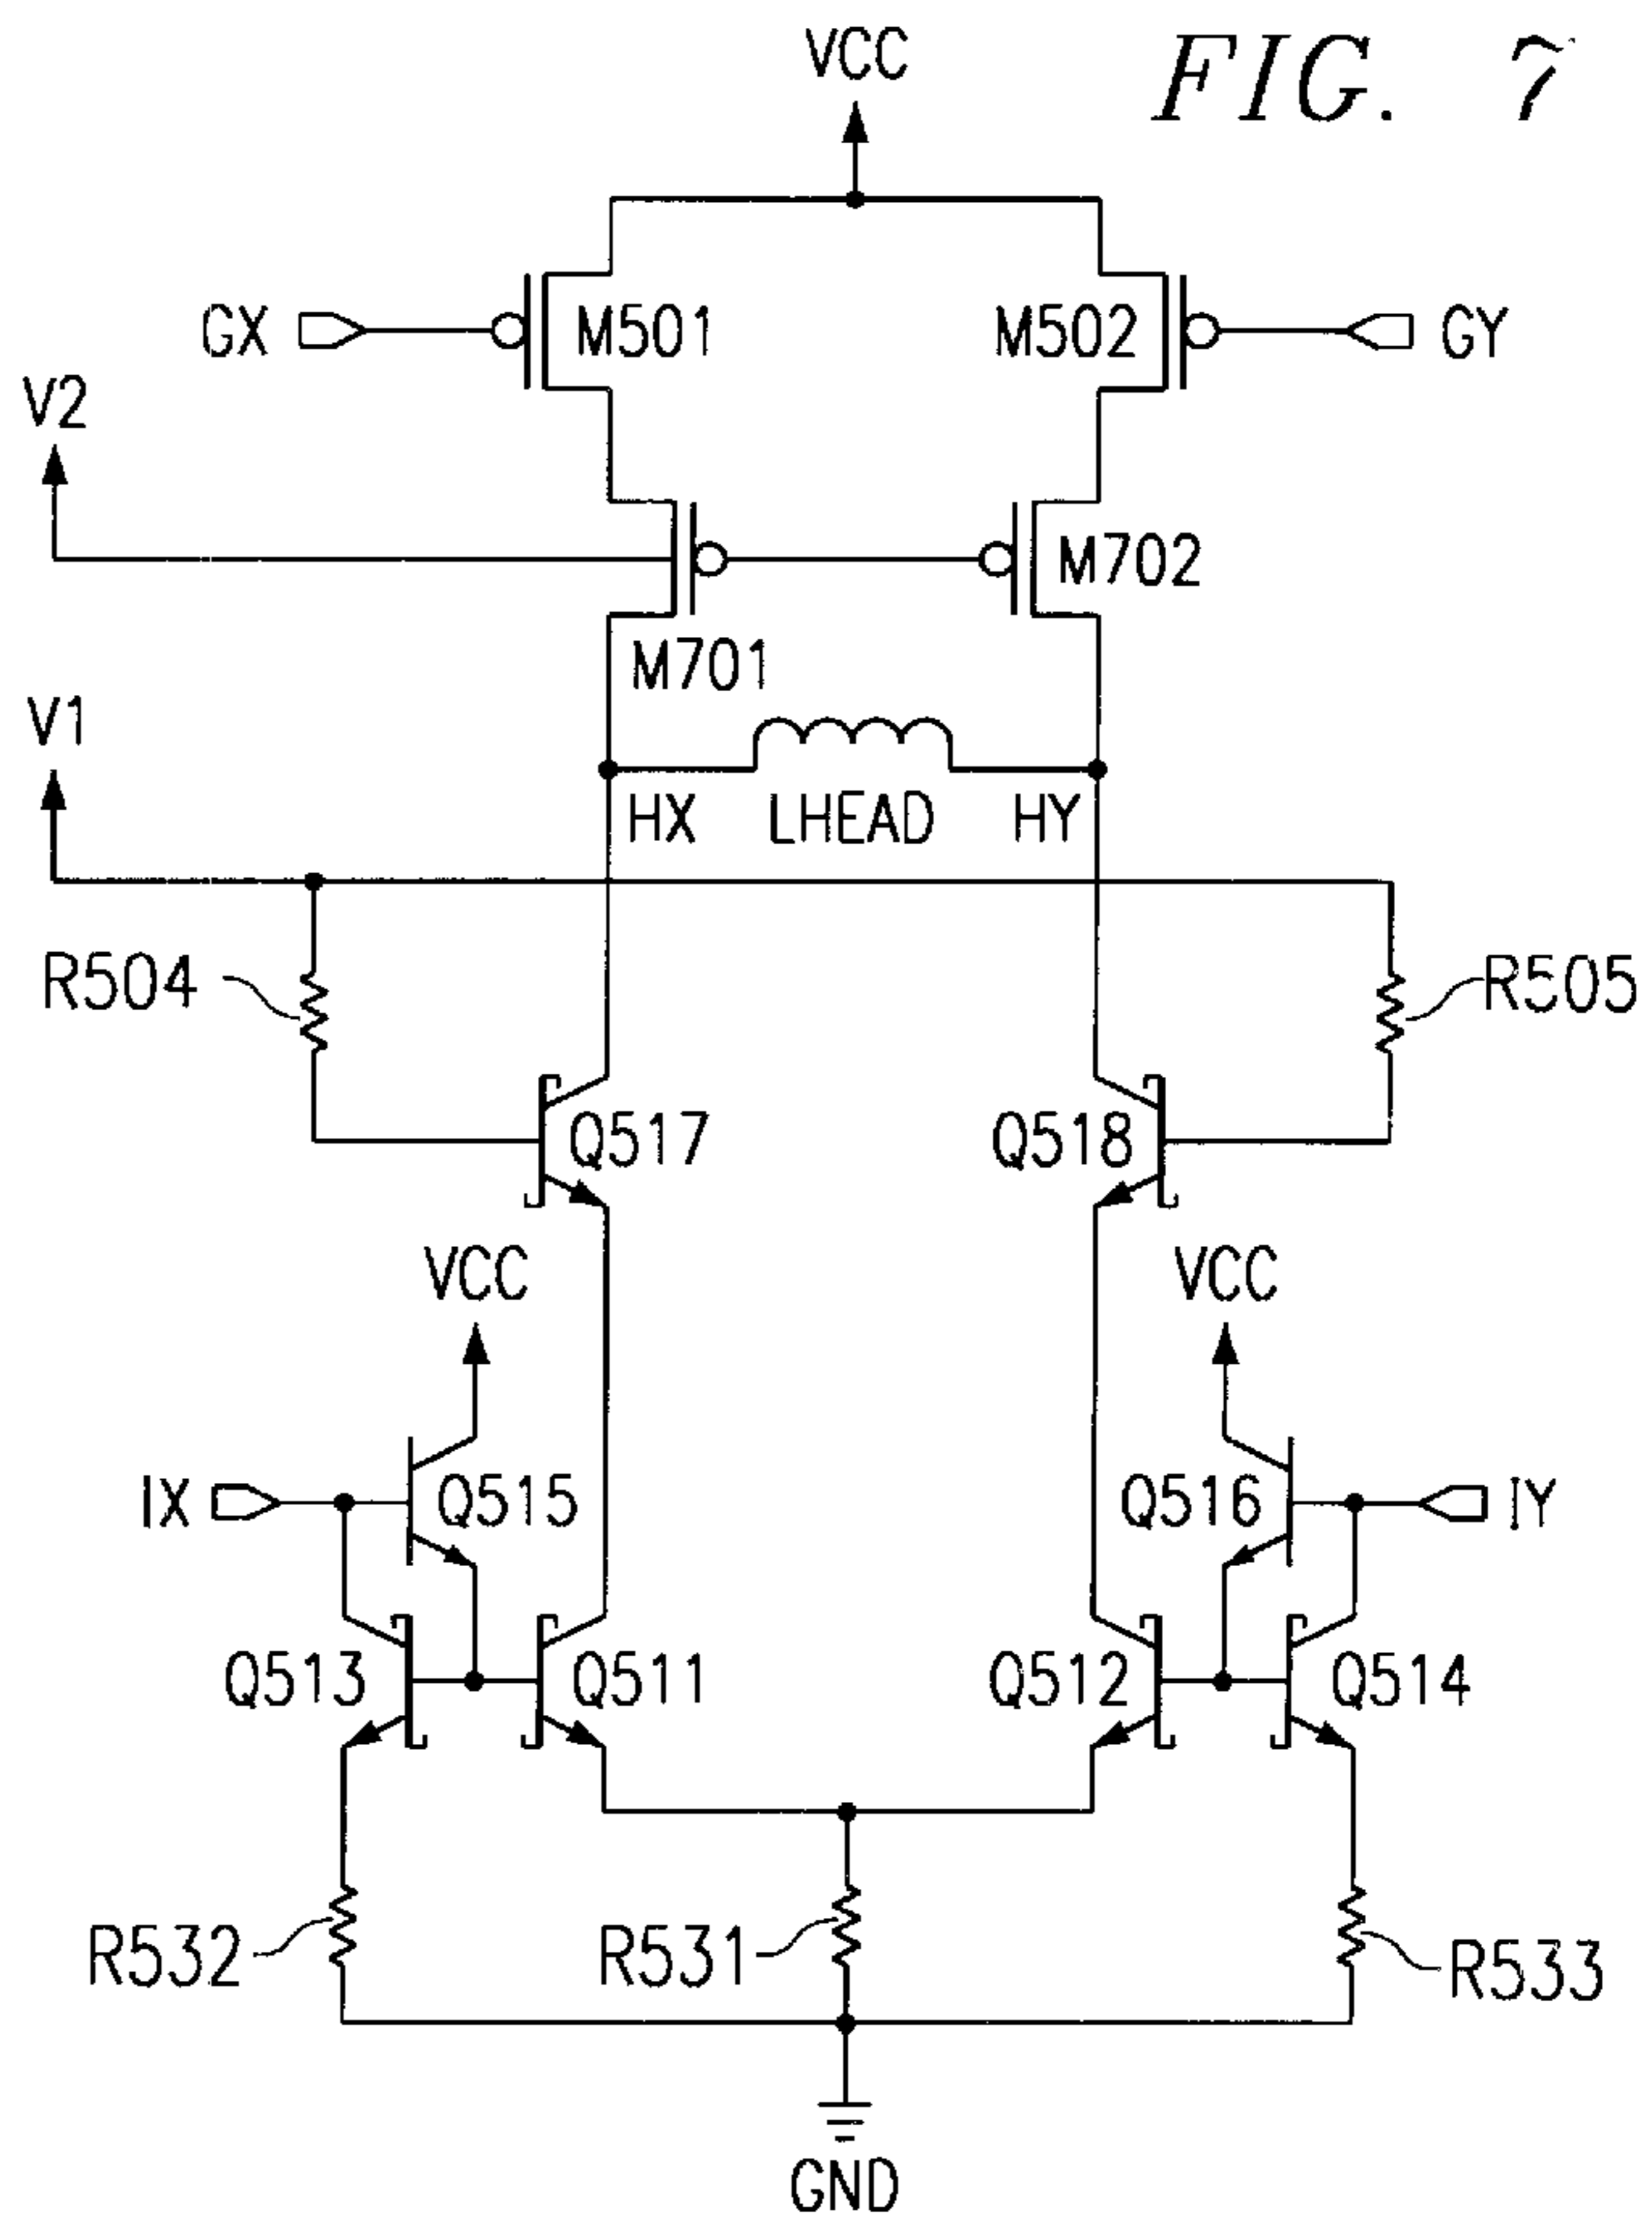 FIG. 7
VCC
GX
M501
M502
GY
V2
M702
M701
V1
HX
LHEAD
HY
R504
R505
Q517
Q518
VCC
VCC
IX
Q515
Q516
IY
Q513
Q511
Q512
Q514
R532
R531
R533
GND